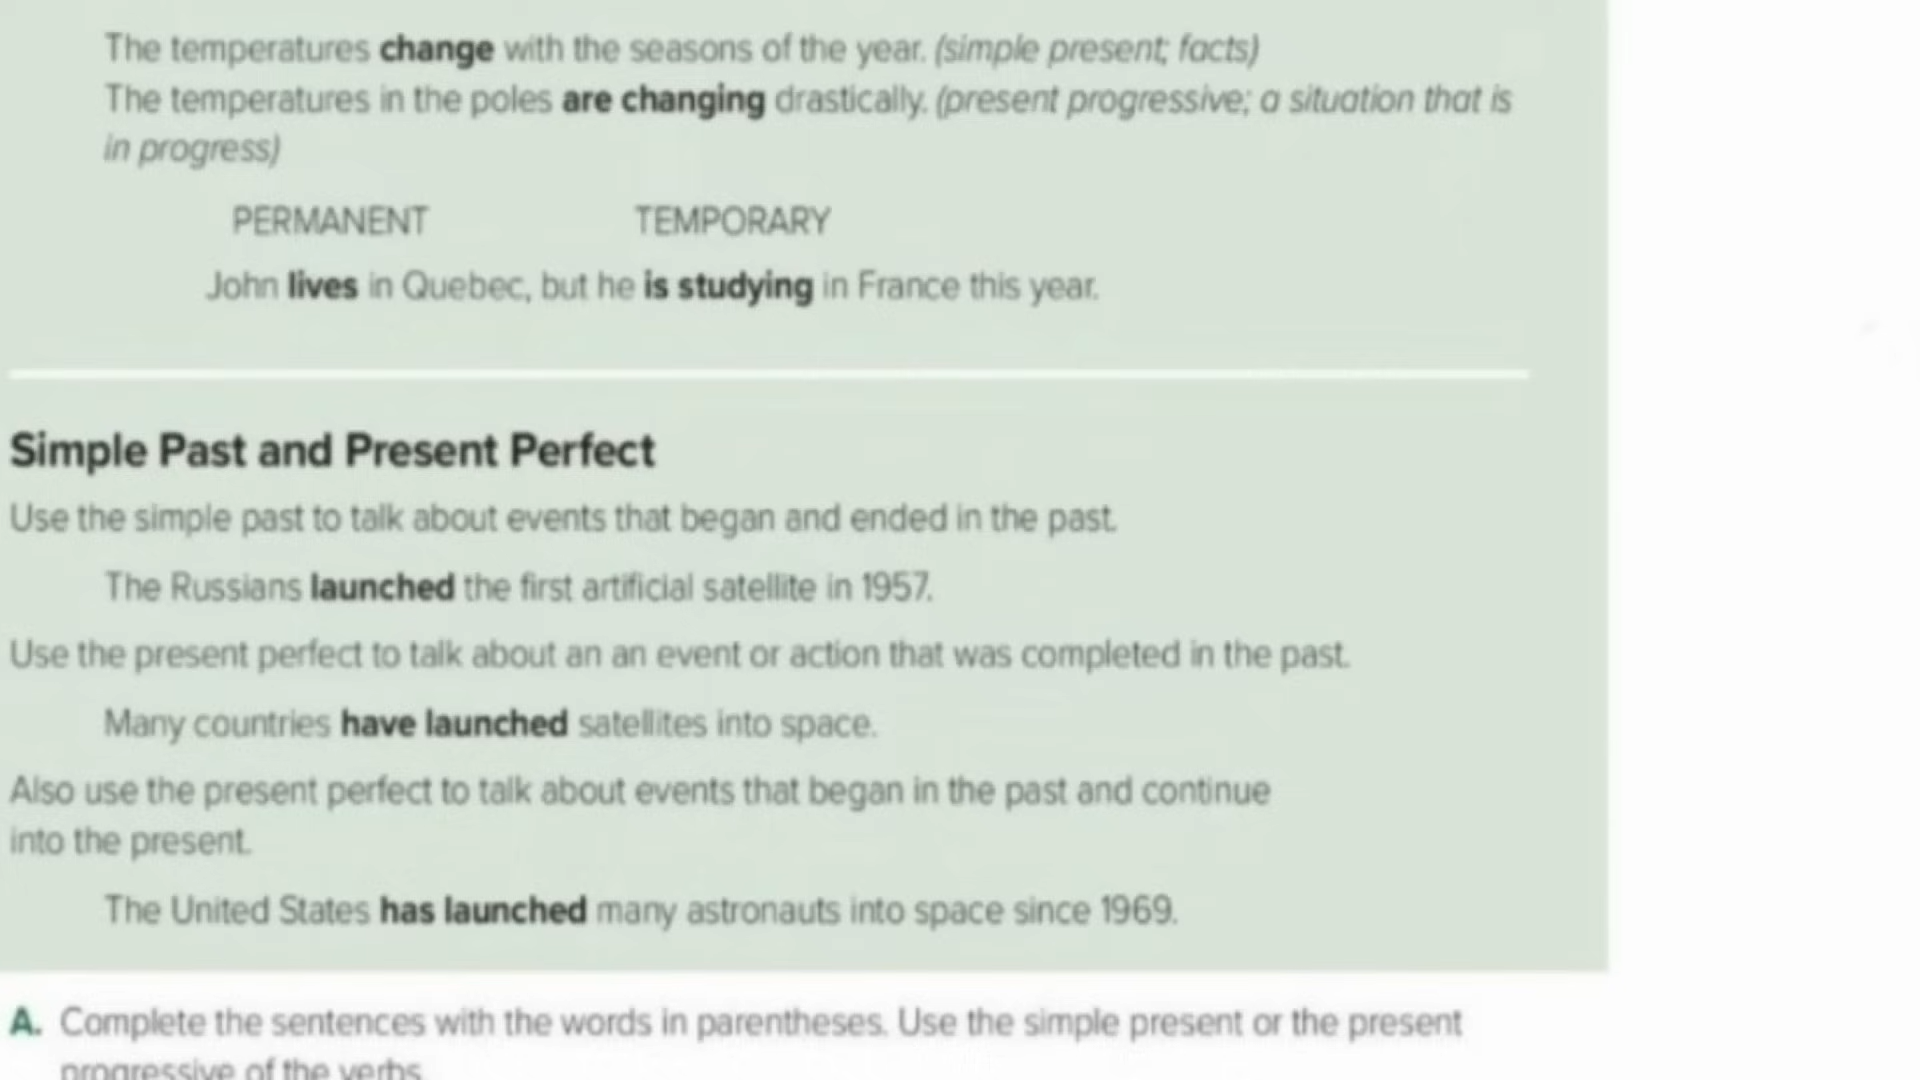 The temperatures change with the seasons of the year. (simple present; facts)
The temperatures in the poles are changing drastically. (present progressive; a situation that is
in progress)
PERMANENT TEMPORARY
John lives in Quebec, but he is studying in France this year.
Simple Past and Present Perfect
Use the simple past to talk about events that began and ended in the past.
The Russians launched the first artificial satellite in 1957.
Use the present perfect to talk about an an event or action that was completed in the past.
Many countries have launched satellites into space.
Also use the present perfect to talk about events that began in the past and continue
into the present.
The United States has launched many astronauts into space since 1969.
A. Complete the sentences with the words in parentheses. Use the simple present or the present
progressive of the verbs.